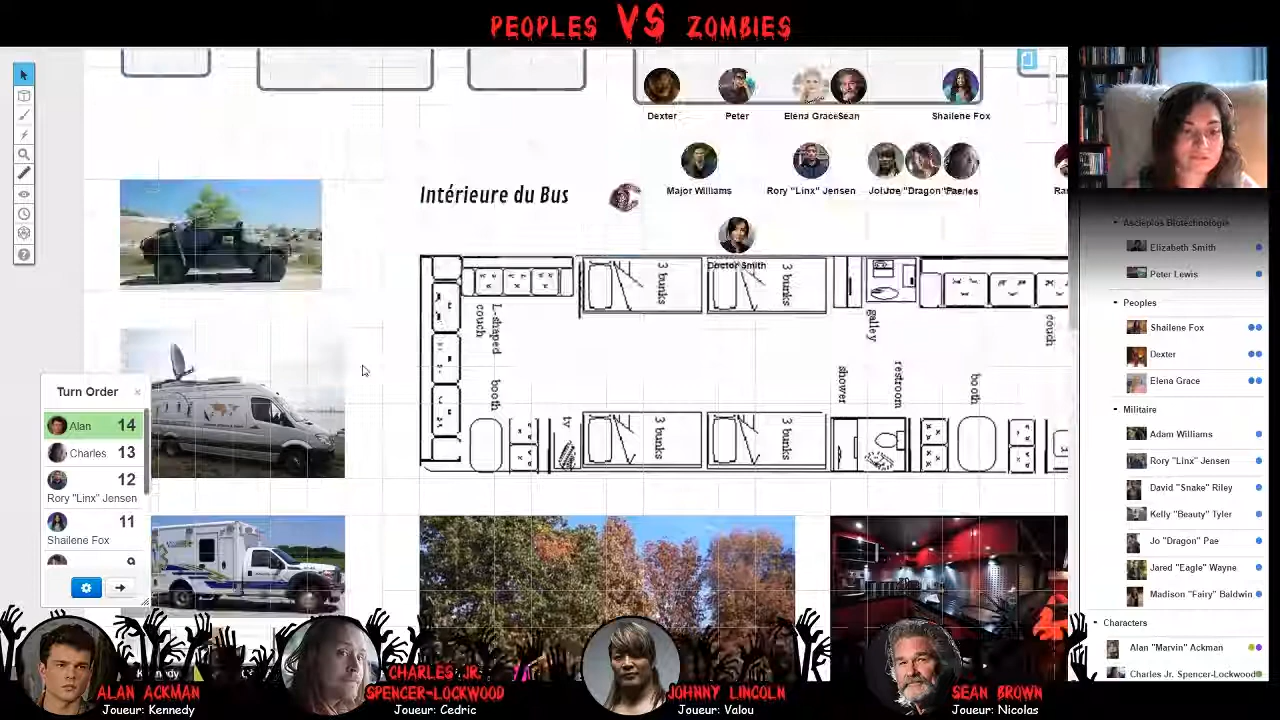 PEOPLES VS ZOMBIES
Dexter
Peter
Elena Grace
Sean
Shailene Fox
Major Williams
Rory "Linx" Jensen
Intérieure du Bus
Doctor Smith
3 bunks
3 bunks
L-shaped couch
booth
tv
3 bunks
3 bunks
galley
shower
restroom
booth
couch
Turn Order
Alan 14
Charles 13
12
Rory "Linx" Jensen
11
Shailene Fox
Asclepios Biotechnologie
Elizabeth Smith
Peter Lewis
Peoples
Shailene Fox
Dexter
Elena Grace
Militaire
Adam Williams
Rory "Linx" Jensen
David "Snake" Riley
Kelly "Beauty" Tyler
Jo "Dragon" Pae
Jared "Eagle" Wayne
Madison "Fairy" Baldwin
Characters
Alan "Marvin" Ackman
Charles Jr. Spencer-Lockwood
ALAN ACKMAN
Joueur: Kennedy
CHARLES JR.
SPENCER-LOCKWOOD
Joueur: Cedric
JOHNNY LINCOLN
Joueur: Valou
SEAN BROWN
Joueur: Nicolas